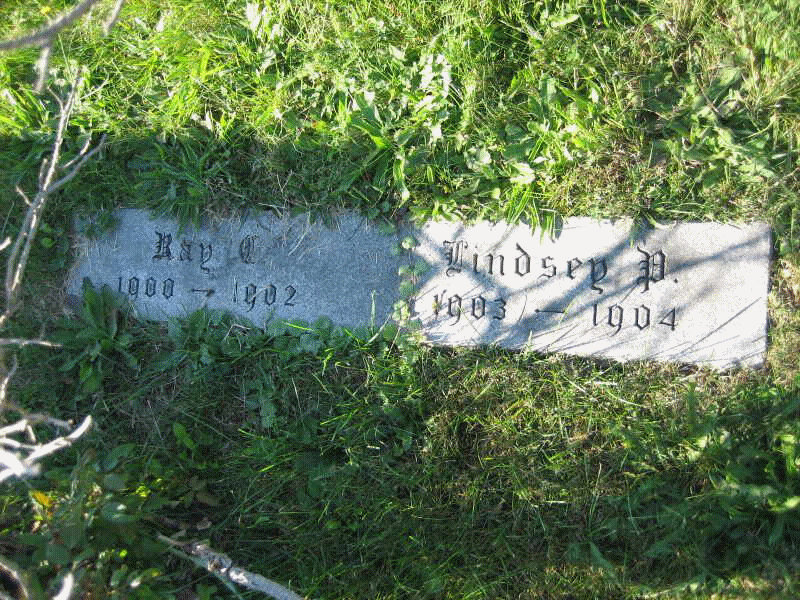 Ray C.
1900 – 1902
Lindsey P.
1903 – 1904